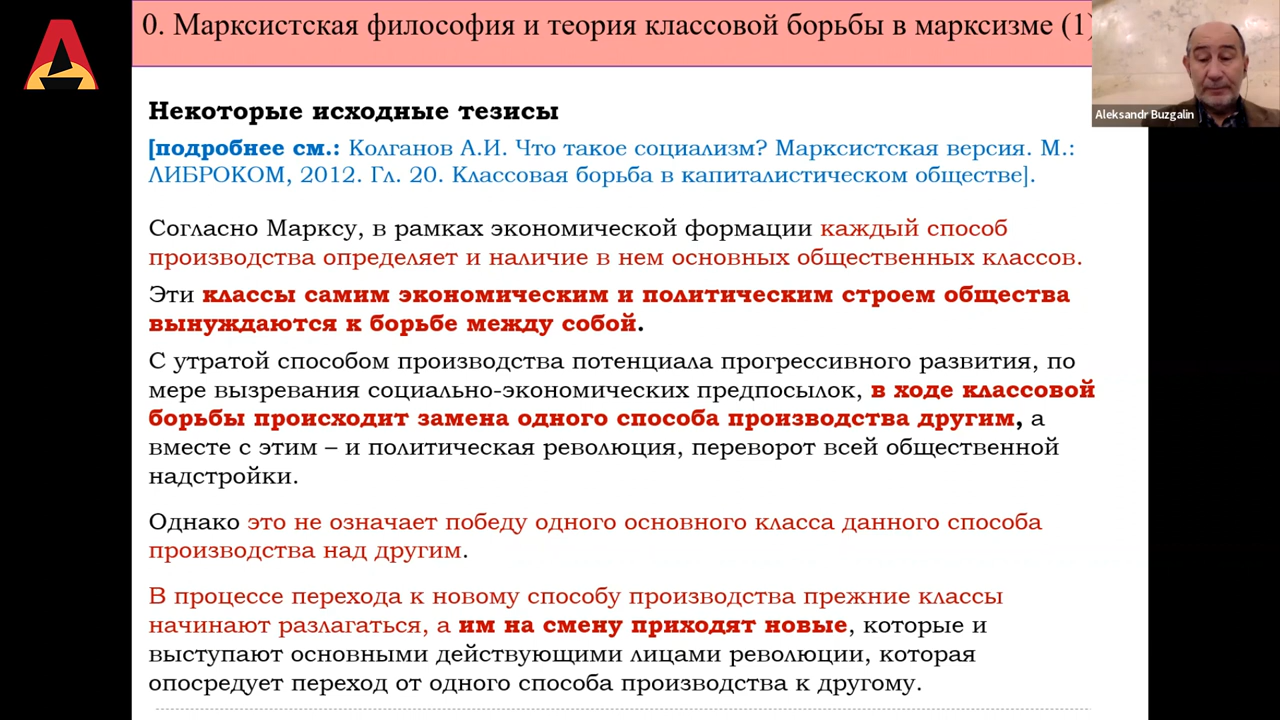 0. Марксистская философия и теория классовой борьбы в марксизме (1)
Aleksandr Buzgalin
Некоторые исходные тезисы
[подробнее см.: Колганов А.И. Что такое социализм? Марксистская версия. М.:
ЛИБРОКОМ, 2012. Гл. 20. Классовая борьба в капиталистическом обществе].
Согласно Марксу, в рамках экономической формации каждый способ
производства определяет и наличие в нем основных общественных классов.
Эти классы самим экономическим и политическим строем общества
вынуждаются к борьбе между собой.
С утратой способом производства потенциала прогрессивного развития, по
мере вызревания социально-экономических предпосылок, в ходе классовой
борьбы происходит замена одного способа производства другим, а
вместе с этим – и политическая революция, переворот всей общественной
надстройки.
Однако это не означает победу одного основного класса данного способа
производства над другим.
В процессе перехода к новому способу производства прежние классы
начинают разлагаться, а им на смену приходят новые, которые и
выступают основными действующими лицами революции, которая
опосредует переход от одного способа производства к другому.